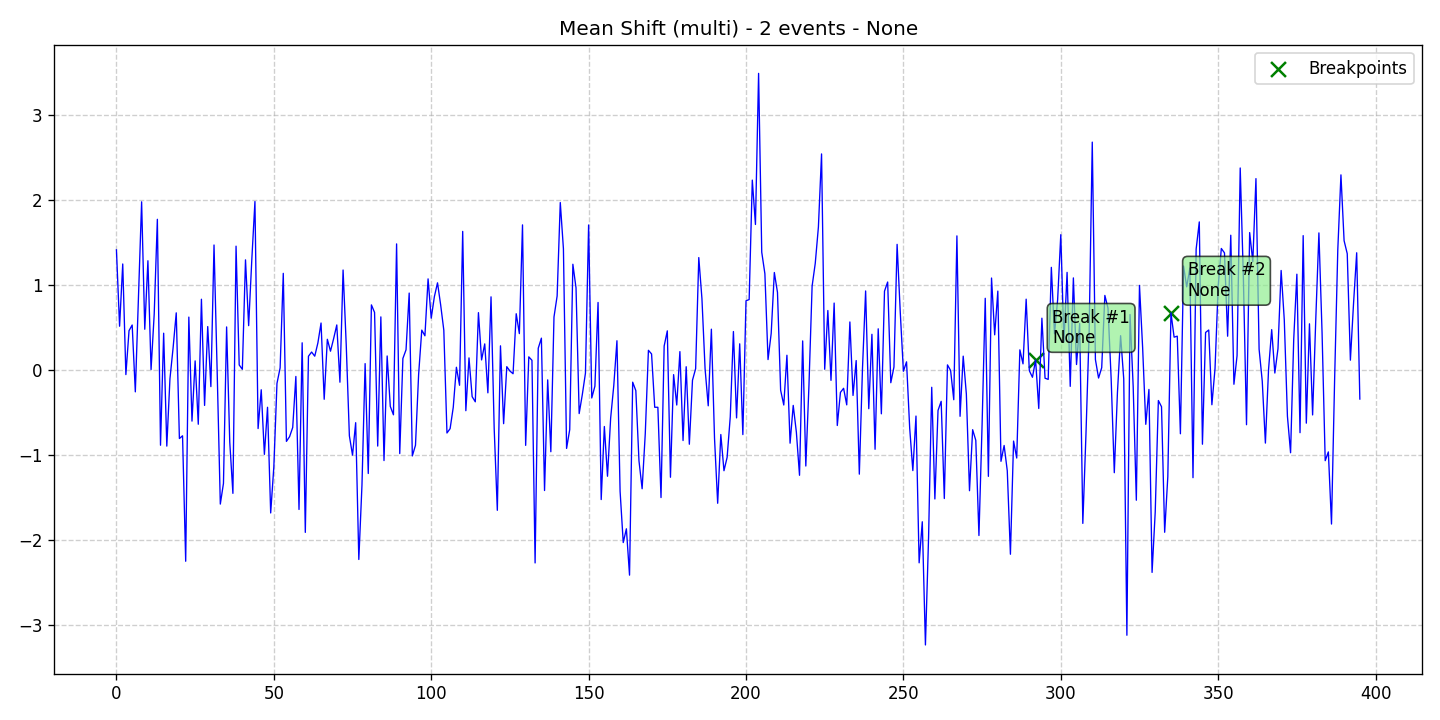 Mean Shift (multi) - 2 events - None
Breakpoints
3
2
1
0
−1
−2
−3
Break #2
None
Break #1
None
0
50
100
150
200
250
300
350
400